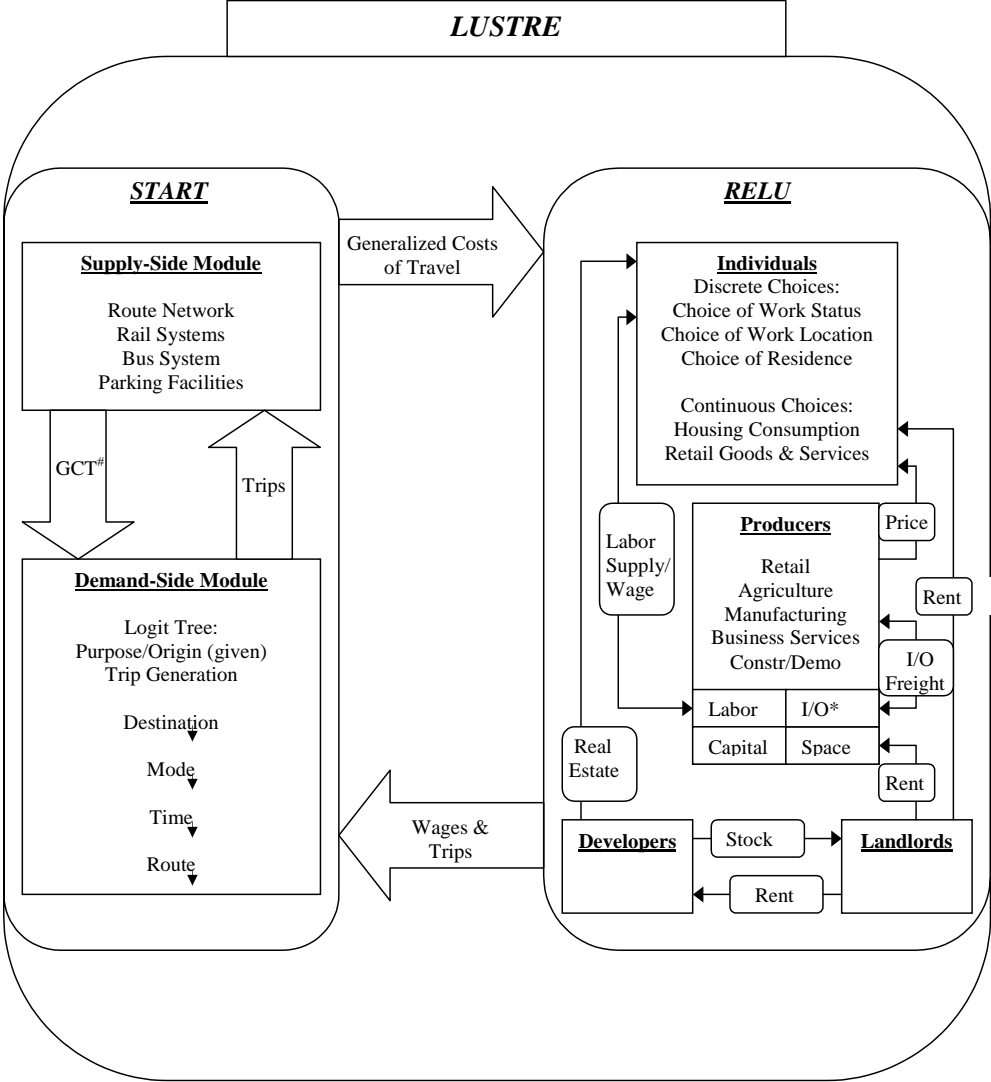 LUSTRE
START
Supply-Side Module
Route Network
Rail Systems
Bus System
Parking Facilities
GCT#
Trips
Demand-Side Module
Logit Tree:
Purpose/Origin (given)
Trip Generation
Destination
Mode
Time
Route
Generalized Costs
of Travel
Wages &
Trips
RELU
Individuals
Discrete Choices:
Choice of Work Status
Choice of Work Location
Choice of Residence
Continuous Choices:
Housing Consumption
Retail Goods & Services
Labor
Supply/
Wage
Producers
Retail
Agriculture
Manufacturing
Business Services
Constr/Demo
Labor
I/O*
Capital
Space
Price
Rent
I/O
Freight
Rent
Real
Estate
Developers
Stock
Landlords
Rent